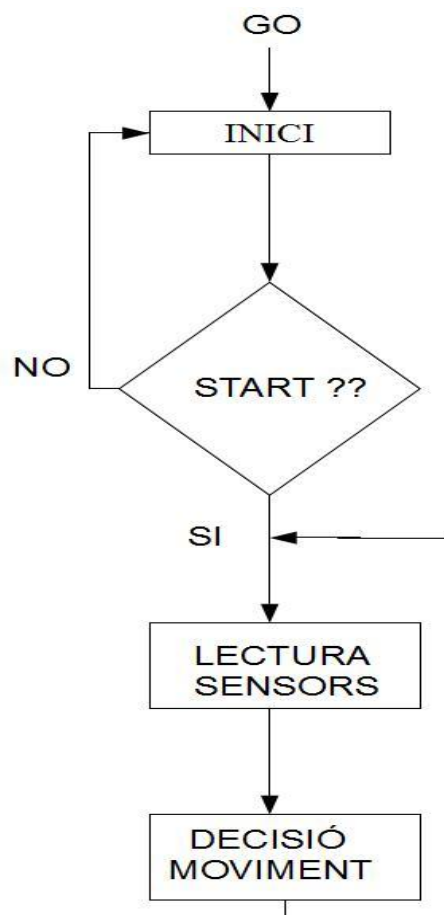 GO
INICI
START ??
NO
SI
LECTURA
SENSORS
DECISIÓ
MOVIMENT